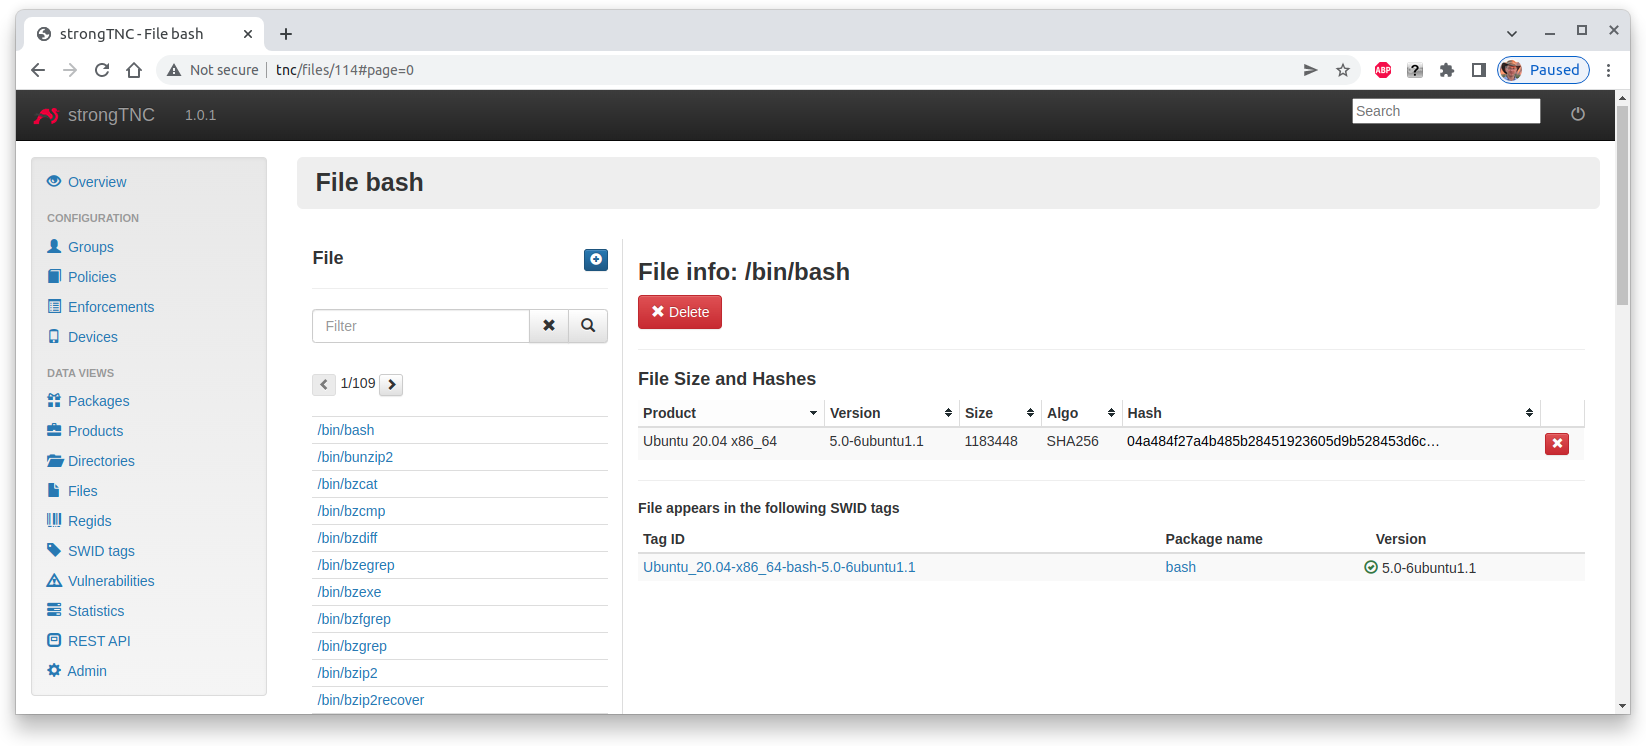 strongTNC - File bash
Not secure
tnc/files/114#page=0
ABP
?
Paused
strongTNC 1.0.1
Search
Overview
CONFIGURATION
Groups
Policies
Enforcements
Devices
DATA VIEWS
Packages
Products
Directories
Files
Regids
SWID tags
Vulnerabilities
Statistics
REST API
Admin
File bash
File
Filter
1/109
/bin/bash
/bin/bunzip2
/bin/bzcat
/bin/bzcmp
/bin/bzdiff
/bin/bzegrep
/bin/bzexe
/bin/bzfgrep
/bin/bzgrep
/bin/bzip2
/bin/bzip2recover
File info: /bin/bash
Delete
File Size and Hashes
Product Version Size Algo Hash
Ubuntu 20.04 x86_64 5.0-6ubuntu1.1 1183448 SHA256 04a484f27a4b485b28451923605d9b528453d6c...
File appears in the following SWID tags
Tag ID Package name Version
Ubuntu_20.04-x86_64-bash-5.0-6ubuntu1.1 bash 5.0-6ubuntu1.1